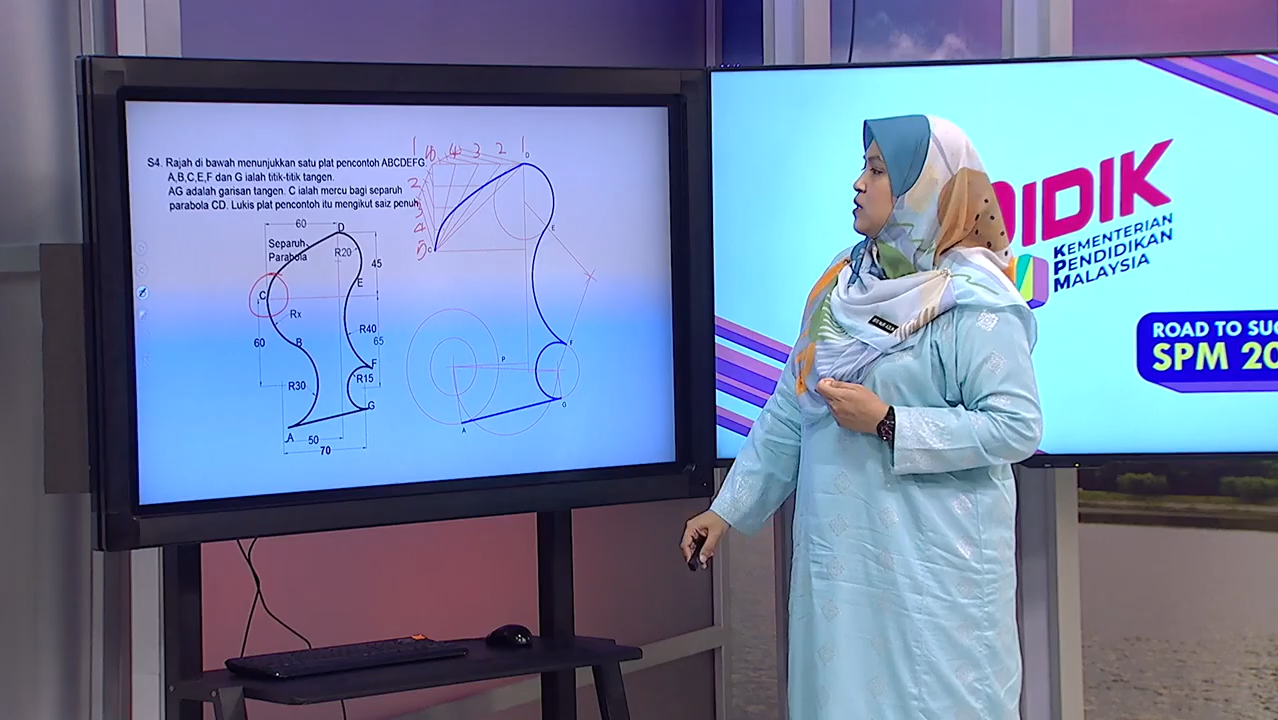 S4. Rajah di bawah menunjukkan satu plat pencontoh ABCDEFG
A,B,C,E,F dan G ialah titik-titik tangen.
AG adalah garisan tangen. C ialah mercu bagi separuh
parabola CD. Lukis plat pencontoh itu mengikut saiz penuh
60
D
Separuh
Parabola
R20
45
C
E
Rx
60
B
R40
65
F
R30
R15
G
A
50
70
1
4
3
2
1
D
2
3
4
5
C
E
P
F
G
A
DIDIK
KEMENTERIAN
PENDIDIKAN
MALAYSIA
ROAD TO SU
SPM 20